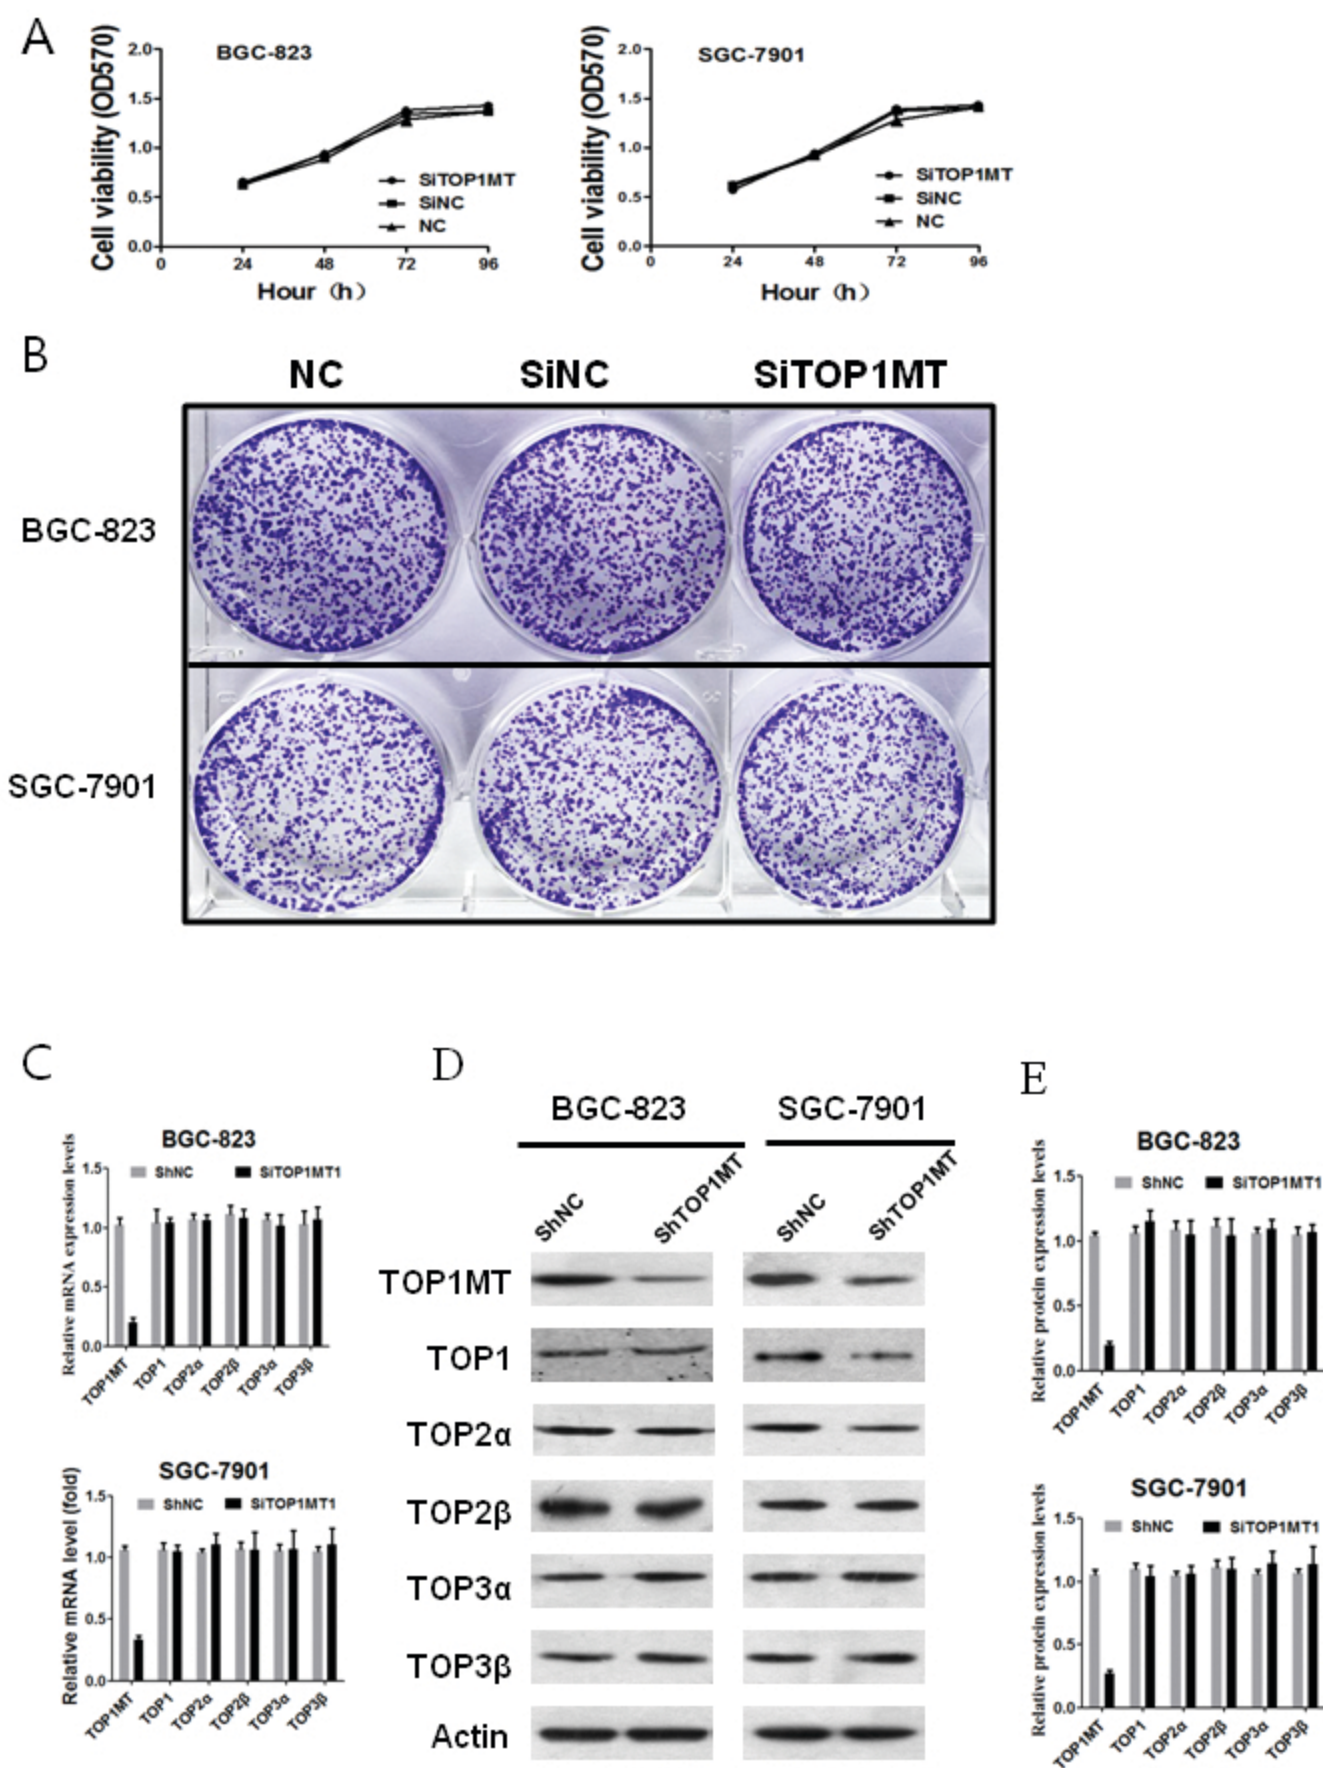 A
BGC-823
Cell viability (OD570)
2.0
1.5
1.0
0.5
0.0
0
24
48
72
96
Hour (h)
SiTOP1MT
SiNC
NC
SGC-7901
Cell viability (OD570)
2.0
1.5
1.0
0.5
0.0
0
24
48
72
96
Hour (h)
SiTOP1MT
SiNC
NC
B
NC SiNC SiTOP1MT
BGC-823
SGC-7901
C
BGC-823
ShNC SiTOP1MT1
Relative mRNA expression levels
1.5
1.0
0.5
0.0
TOP1MT TOP1 TOP2α TOP2β TOP3α TOP3β
SGC-7901
ShNC SiTOP1MT1
Relative mRNA level (fold)
1.5
1.0
0.5
0.0
TOP1MT TOP1 TOP2α TOP2β TOP3α TOP3β
D
BGC-823 SGC-7901
ShNC ShTOP1MT ShNC ShTOP1MT
TOP1MT
TOP1
TOP2α
TOP2β
TOP3α
TOP3β
Actin
E
BGC-823
ShNC SiTOP1MT1
Relative protein expression levels
1.5
1.0
0.5
0.0
TOP1MT TOP1 TOP2α TOP2β TOP3α TOP3β
SGC-7901
ShNC SiTOP1MT1
Relative protein expression levels
1.5
1.0
0.5
0.0
TOP1MT TOP1 TOP2α TOP2β TOP3α TOP3β